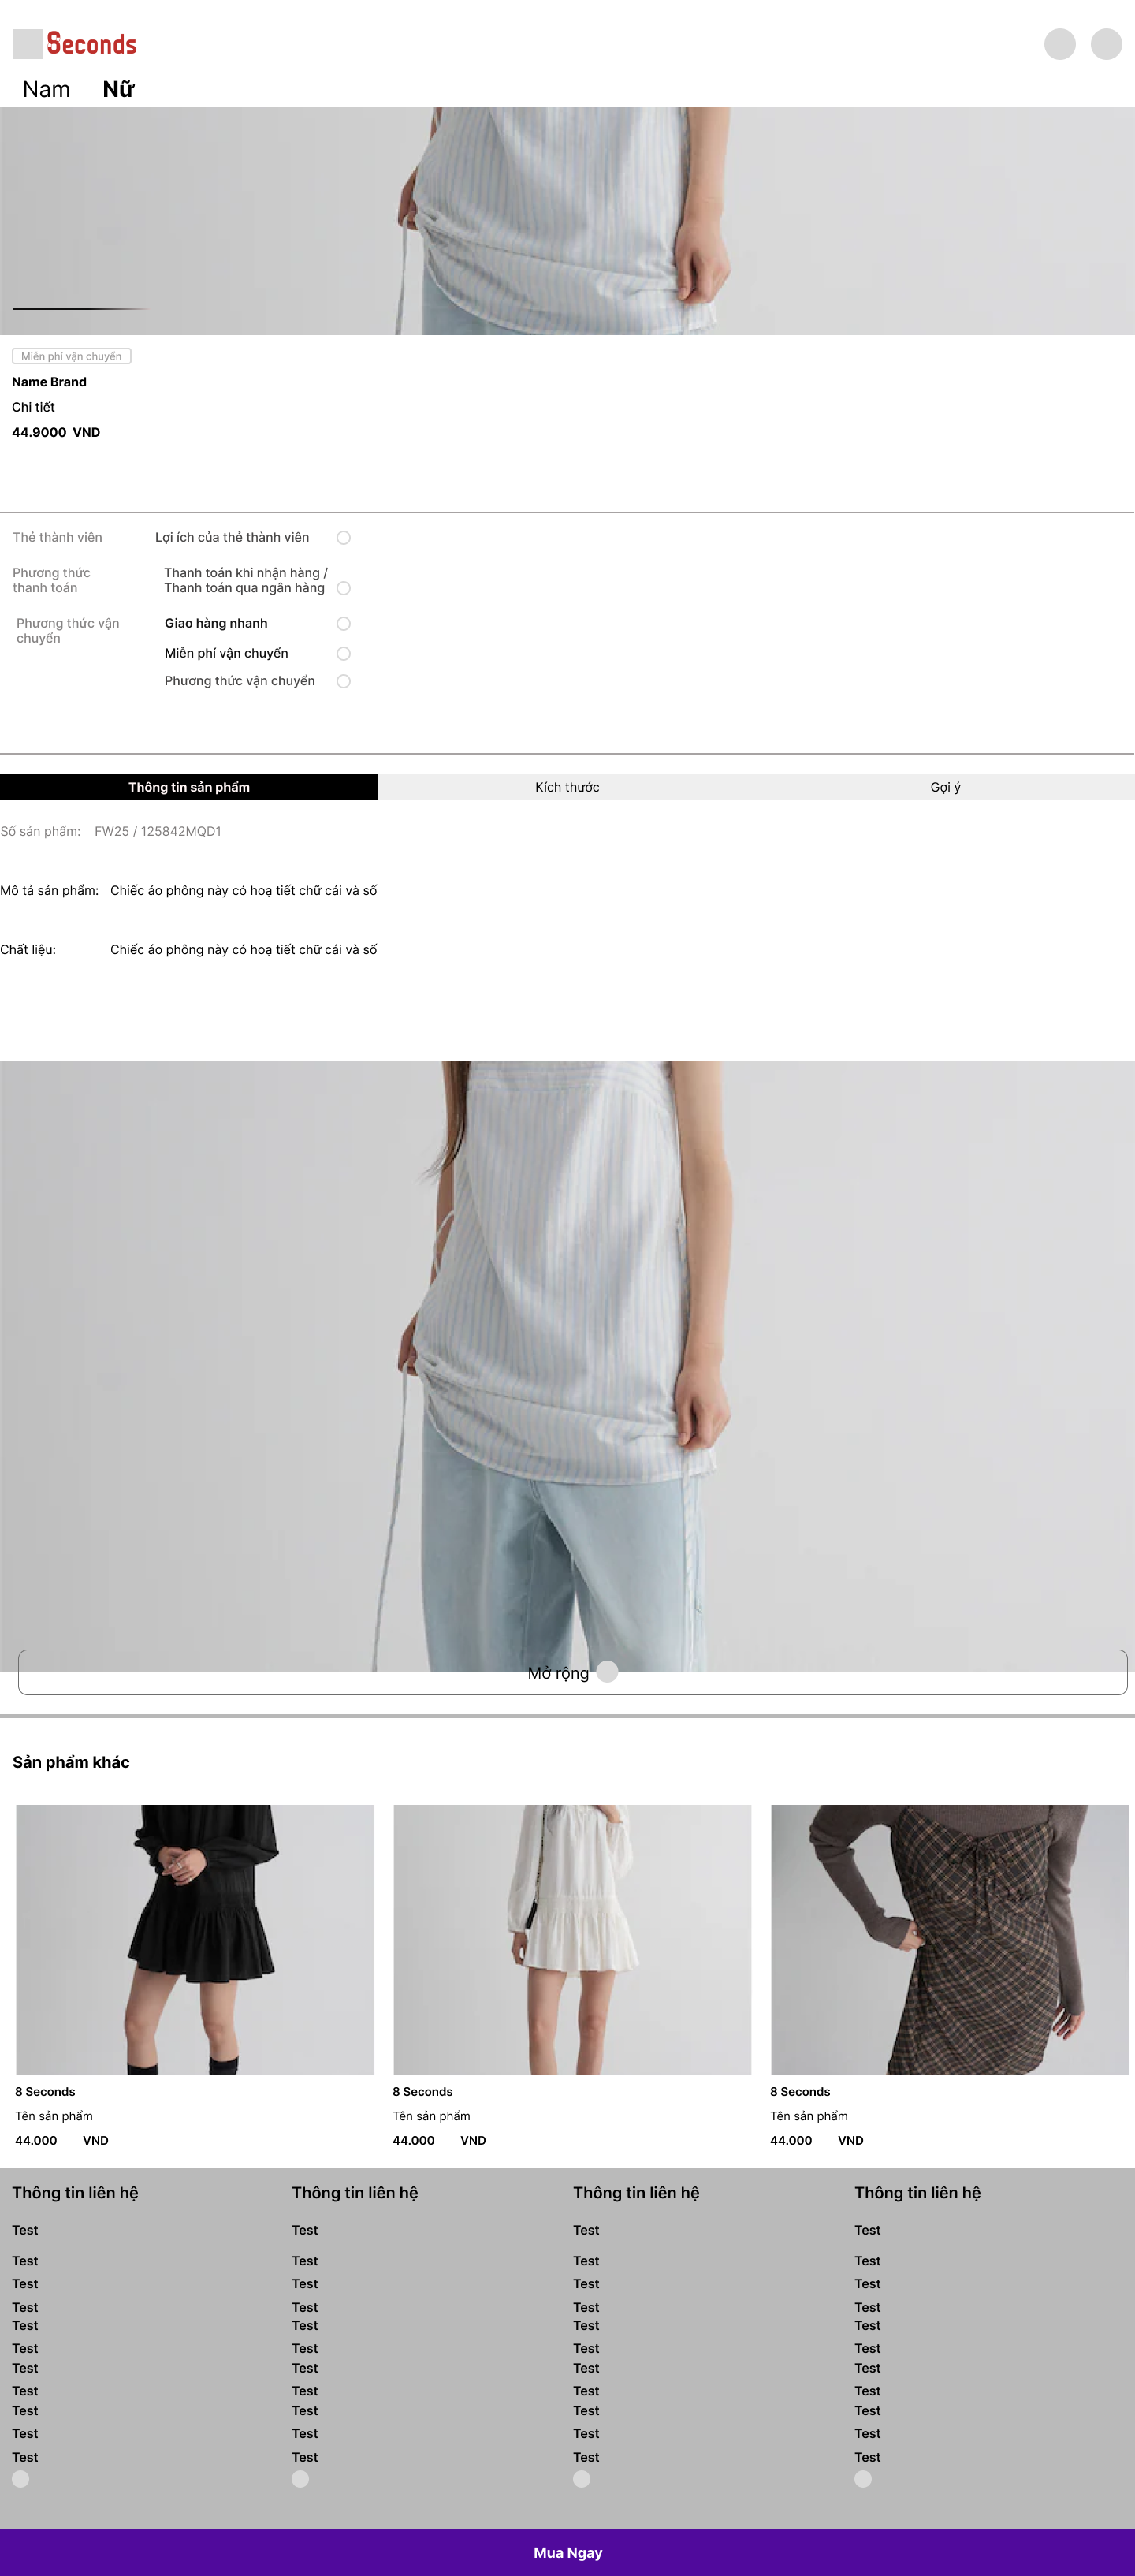 Seconds
Nam Nữ
Miễn phí vận chuyển
Name Brand
Chi tiết
44.9000 VND
Thẻ thành viên Lợi ích của thẻ thành viên
Phương thức Thanh toán khi nhận hàng /
thanh toán Thanh toán qua ngân hàng
Phương thức vận Giao hàng nhanh
chuyển
Miễn phí vận chuyển
Phương thức vận chuyển
Thông tin sản phẩm Kích thước Gợi ý
Số sản phẩm: FW25 / 125842MQD1
Mô tả sản phẩm: Chiếc áo phông này có hoạ tiết chữ cái và số
Chất liệu: Chiếc áo phông này có hoạ tiết chữ cái và số
Mở rộng
Sản phẩm khác
8 Seconds 8 Seconds 8 Seconds
Tên sản phẩm Tên sản phẩm Tên sản phẩm
44.000 VND 44.000 VND 44.000 VND
Thông tin liên hệ Thông tin liên hệ Thông tin liên hệ Thông tin liên hệ
Test Test Test Test
Test Test Test Test
Test Test Test Test
Test Test Test Test
Test Test Test Test
Test Test Test Test
Test Test Test Test
Test Test Test Test
Test Test Test Test
Test Test Test Test
Test Test Test Test
Mua Ngay